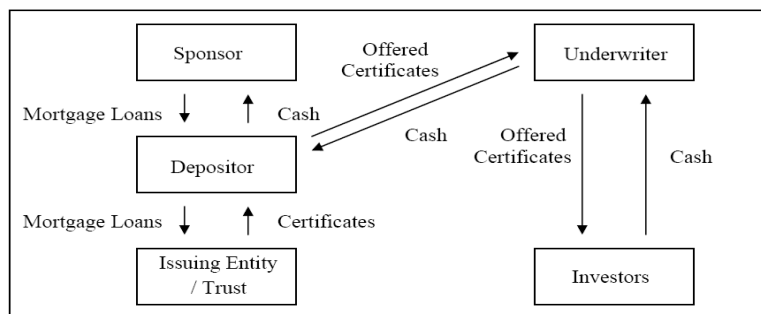 Sponsor
Offered
Certificates
Underwriter
Mortgage Loans
Cash
Cash
Offered
Certificates
Cash
Depositor
Mortgage Loans
Certificates
Issuing Entity
/ Trust
Investors